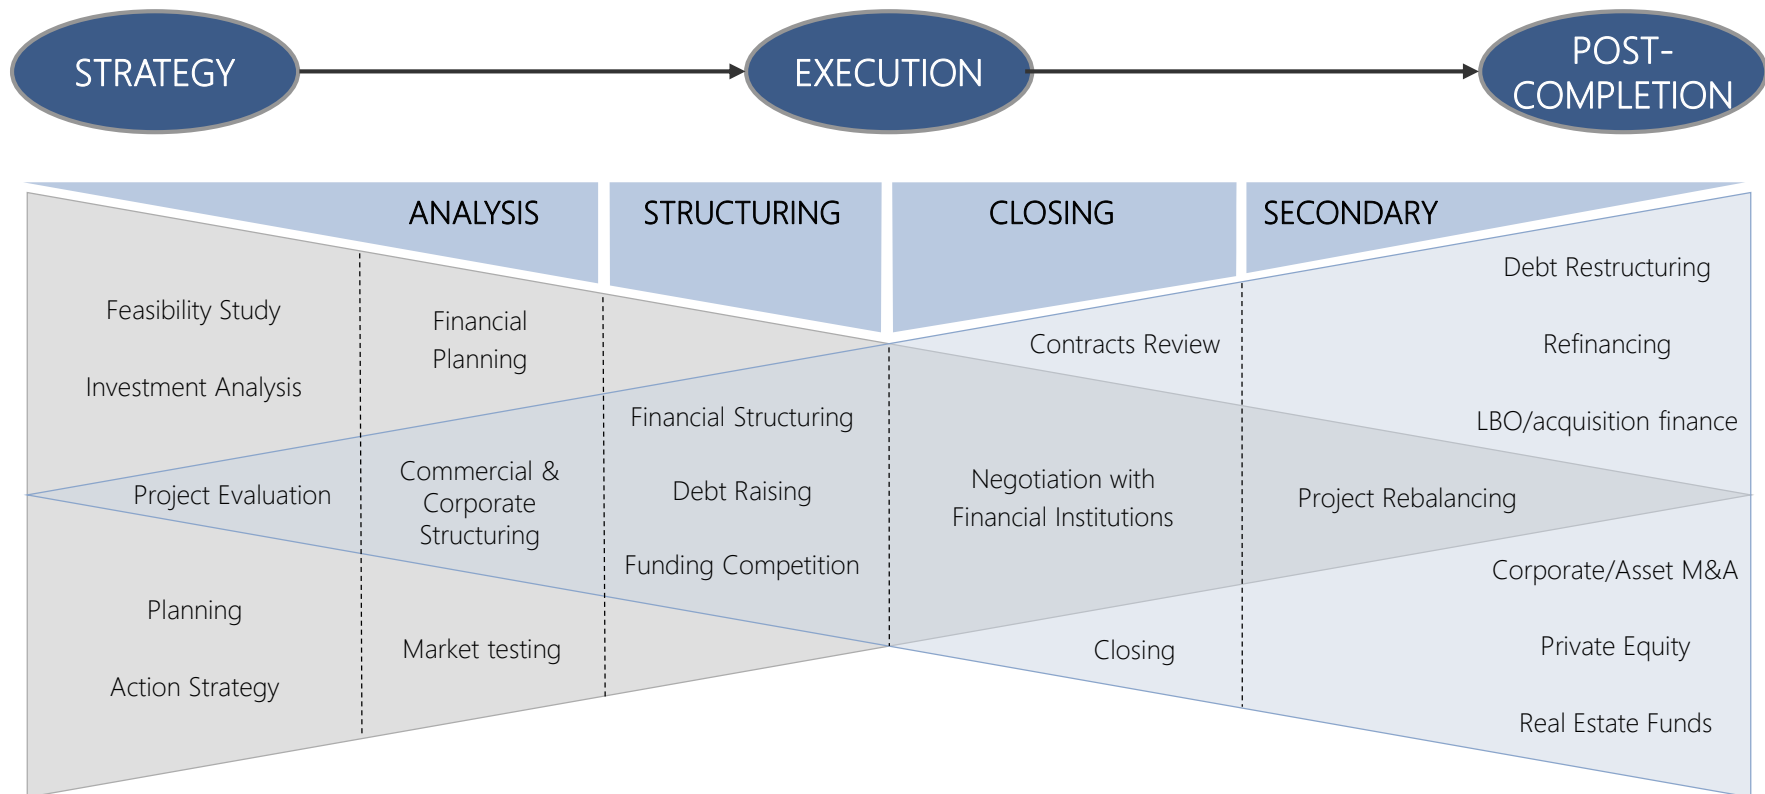 STRATEGY
EXECUTION
POST-
COMPLETION
ANALYSIS
STRUCTURING
CLOSING
SECONDARY
Feasibility Study
Investment Analysis
Project Evaluation
Planning
Action Strategy
Financial
Planning
Commercial &
Corporate
Structuring
Market testing
Financial Structuring
Debt Raising
Funding Competition
Contracts Review
Negotiation with
Financial Institutions
Closing
Debt Restructuring
Refinancing
LBO/acquisition finance
Project Rebalancing
Corporate/Asset M&A
Private Equity
Real Estate Funds